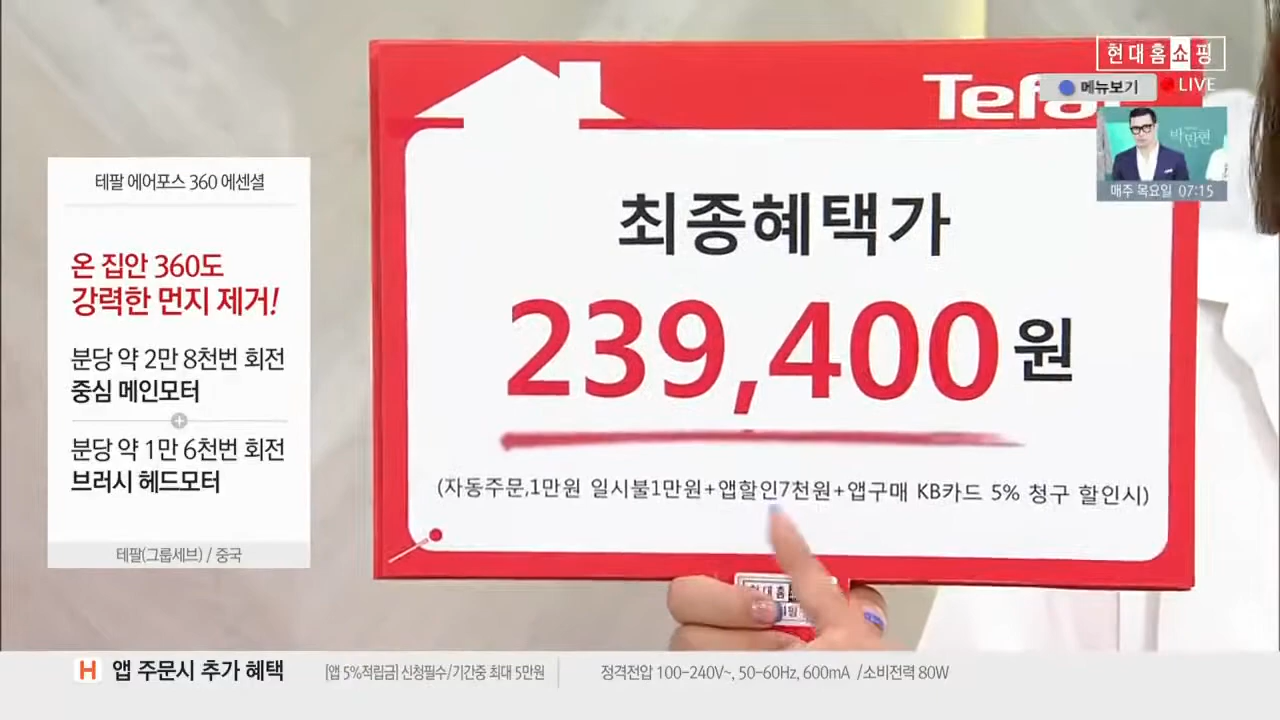 현대홈쇼핑
메뉴보기
LIVE
박만현
매주 목요일 07:15
테팔 에어포스 360 에센셜
온 집안 360도
강력한 먼지 제거!
분당 약 2만 8천번 회전
중심 메인모터
+
분당 약 1만 6천번 회전
브러시 헤드모터
테팔(그룹세브) / 중국
최종혜택가
239,400원
(자동주문,1만원 일시불1만원+앱할인7천원+앱구매 KB카드 5% 청구 할인시)
H 앱 주문시 추가 혜택
[앱 5%적립금] 신청필수/기간중 최대 5만원
정격전압 100-240V~, 50-60Hz, 600mA /소비전력 80W